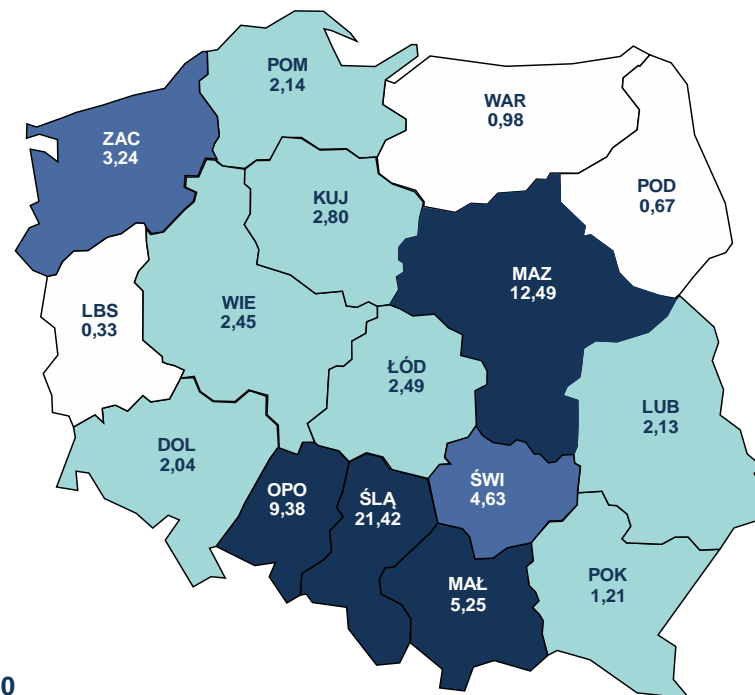 POM
2,14
WAR
0,98
ZAC
3,24
POD
0,67
KUJ
2,80
MAZ
12,49
LBS
0,33
WIE
2,45
ŁÓD
2,49
LUB
2,13
DOL
2,04
OPO
9,38
ŚLĄ
21,42
ŚWI
4,63
MAŁ
5,25
POK
1,21
0